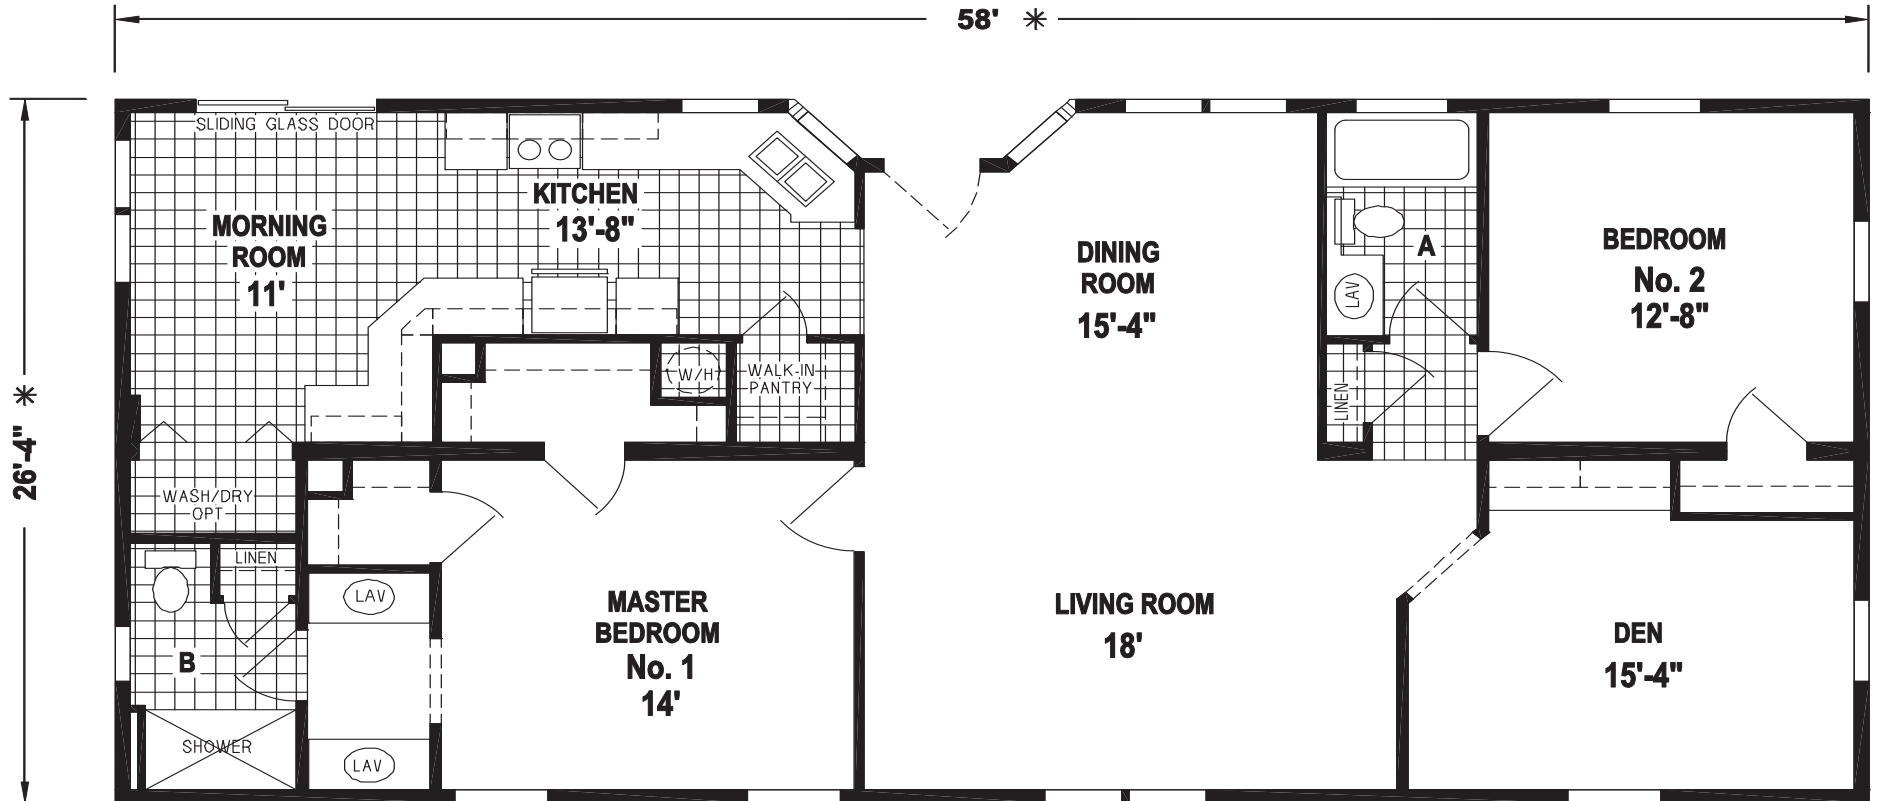 58' ✳
26'-4" ✳
SLIDING GLASS DOOR
MORNING
ROOM
11'
KITCHEN
13'-8"
DINING
ROOM
15'-4"
A
LAV
LINEN
BEDROOM
No. 2
12'-8"
W/H
WALK-IN
PANTRY
WASH/DRY
OPT
LINEN
B
SHOWER
LAV
LAV
MASTER
BEDROOM
No. 1
14'
LIVING ROOM
18'
DEN
15'-4"